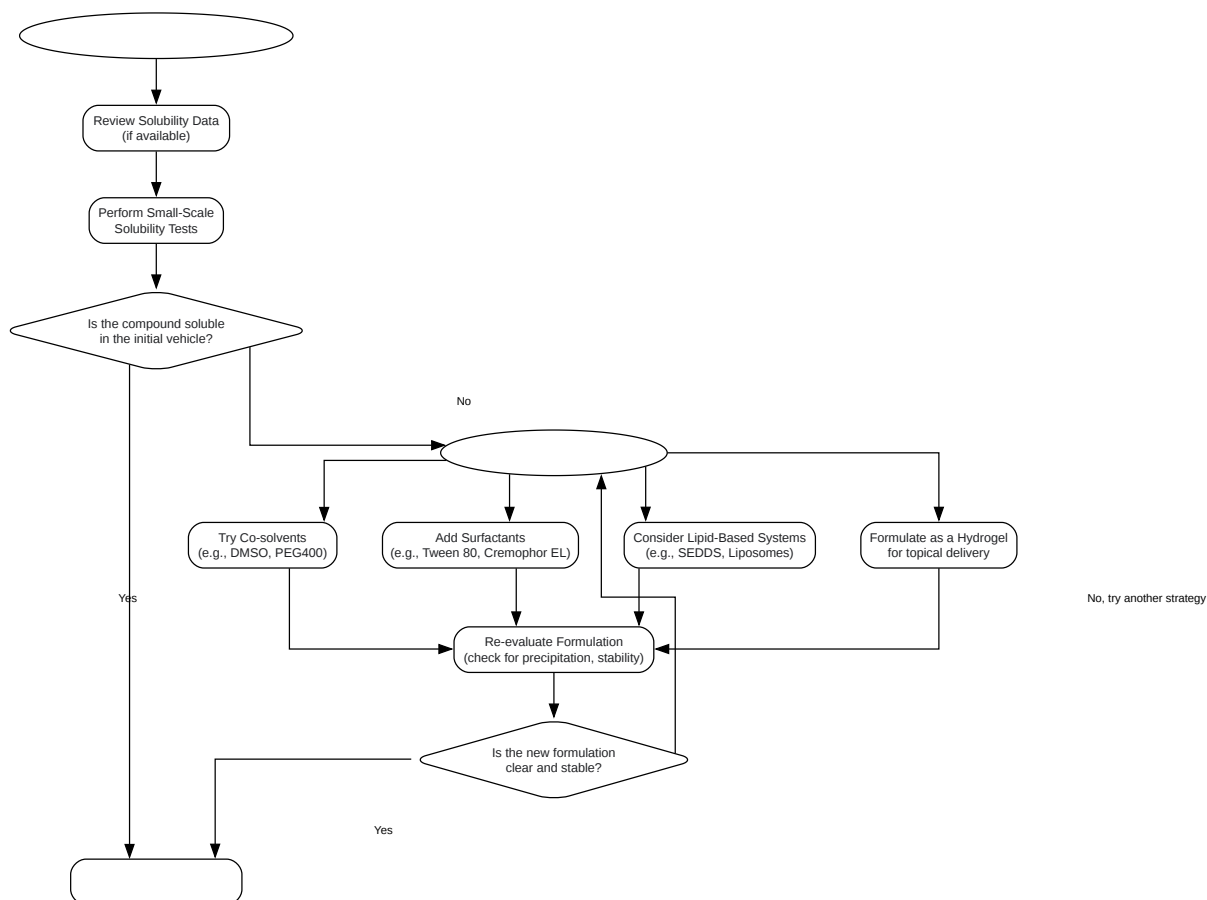 Review Solubility Data
(if available)
Perform Small-Scale
Solubility Tests
Is the compound soluble
in the initial vehicle?
No
Try Co-solvents
(e.g., DMSO, PEG400)
Add Surfactants
(e.g., Tween 80, Cremophor EL)
Consider Lipid-Based Systems
(e.g., SEDDS, Liposomes)
Formulate as a Hydrogel
for topical delivery
Yes
No, try another strategy
Re-evaluate Formulation
(check for precipitation, stability)
Is the new formulation
clear and stable?
Yes